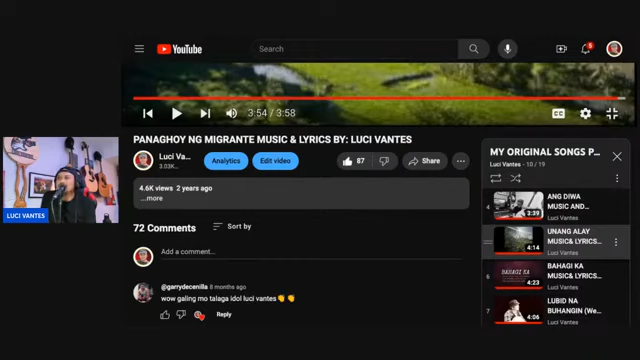 YouTube
Search
5
3:54 / 3:58
PANAGHOY NG MIGRANTE MUSIC & LYRICS BY: LUCI VANTES
Luci Va...
3.03K...
Analytics
Edit video
87
Share
4.6K views 2 years ago
...more
72 Comments
Sort by
Add a comment...
@garrydecenilla 8 months ago
wow galing mo talaga idol luci vantes👏👏
Reply
LUCI VANTES
MY ORIGINAL SONGS P...
Luci Vantes - 10 / 19
4
3:39
ANG DIWA
MUSIC AND...
Luci Vantes
4:14
UNANG ALAY
MUSIC& LYRICS...
Luci Vantes
6
BAHAGI KA
4:23
BAHAGI KA
MUSIC & LYRICS...
Luci Vantes
7
4:06
LUBID NA
BUHANGIN (We...
Luci Vantes